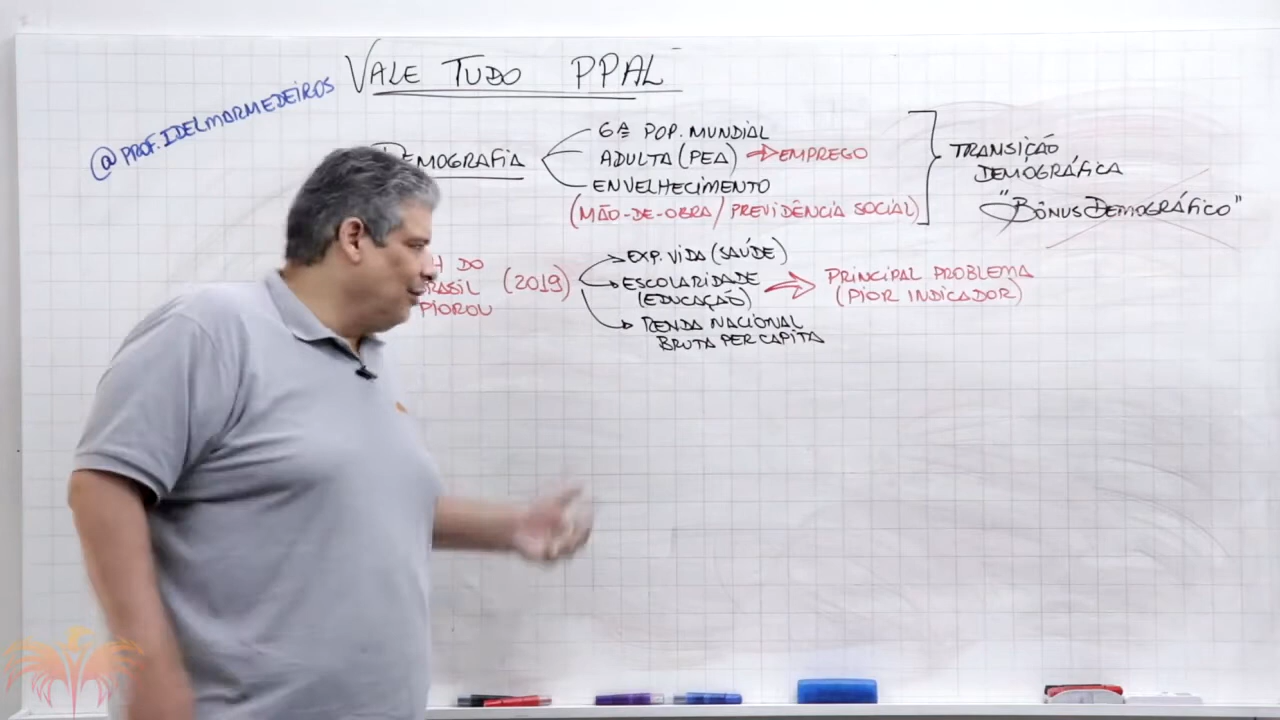 VALE TUDO PPAL
@PROF.IDELMARMEDEIROS
DEMOGRAFIA
6ª POP. MUNDIAL
ADULTA (PEA) → EMPREGO
ENVELHECIMENTO
(MÃO-DE-OBRA / PREVIDÊNCIA SOCIAL)
TRANSIÇÃO
DEMOGRÁFICA
"BÔNUS DEMOGRÁFICO"
DO
PIOROU
(2019)
EXP. VIDA (SAÚDE)
ESCOLARIDADE
(EDUCAÇÃO)
RENDA NACIONAL
BRUTA PER CAPITA
PRINCIPAL PROBLEMA
(PIOR INDICADOR)